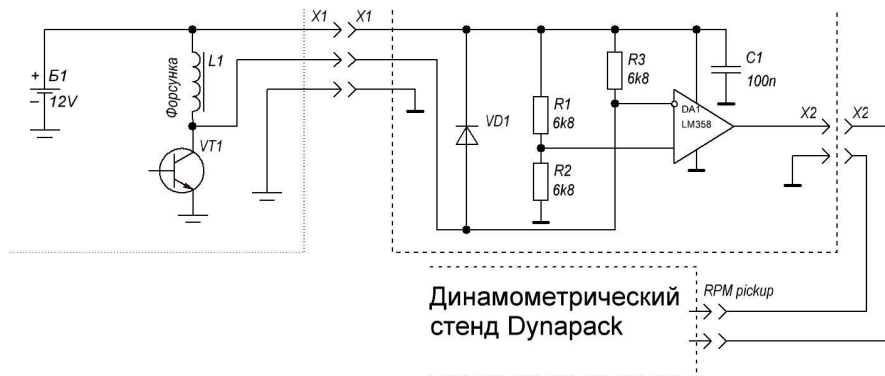 X1 X1
+ Б1
– 12V
Форсунка
L1
VT1
VD1
R1
6k8
R2
6k8
R3
6k8
C1
100n
DA1
LM358
X2 X2
RPM pickup
Динамометрический
стенд Dynapack